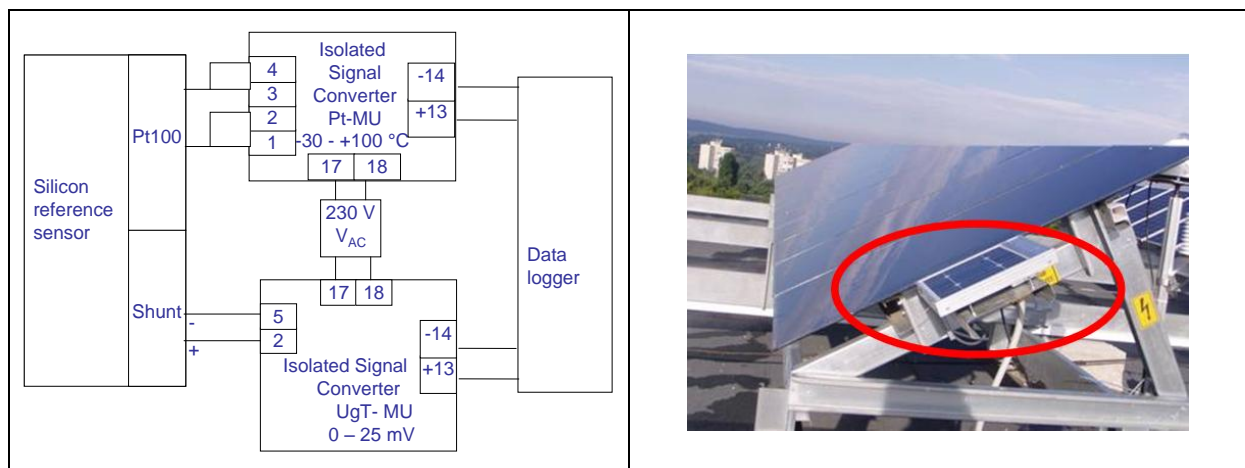 Silicon
reference
sensor
Pt100
Shunt
-
+
4
3
2
1
Isolated
Signal
Converter
Pt-MU
-30 - +100 °C
-14
+13
17 18
230 V
VAC
17 18
5
2
Isolated Signal
Converter
UgT- MU
0 – 25 mV
-14
+13
Data
logger